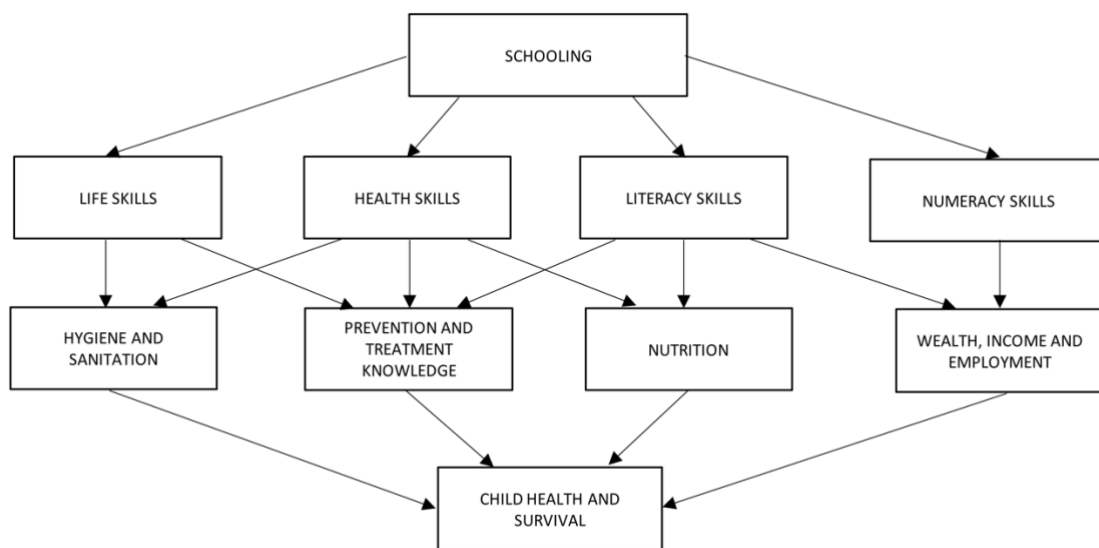 SCHOOLING
LIFE SKILLS
HEALTH SKILLS
LITERACY SKILLS
NUMERACY SKILLS
HYGIENE AND
SANITATION
PREVENTION AND
TREATMENT
KNOWLEDGE
NUTRITION
WEALTH, INCOME AND
EMPLOYMENT
CHILD HEALTH AND
SURVIVAL